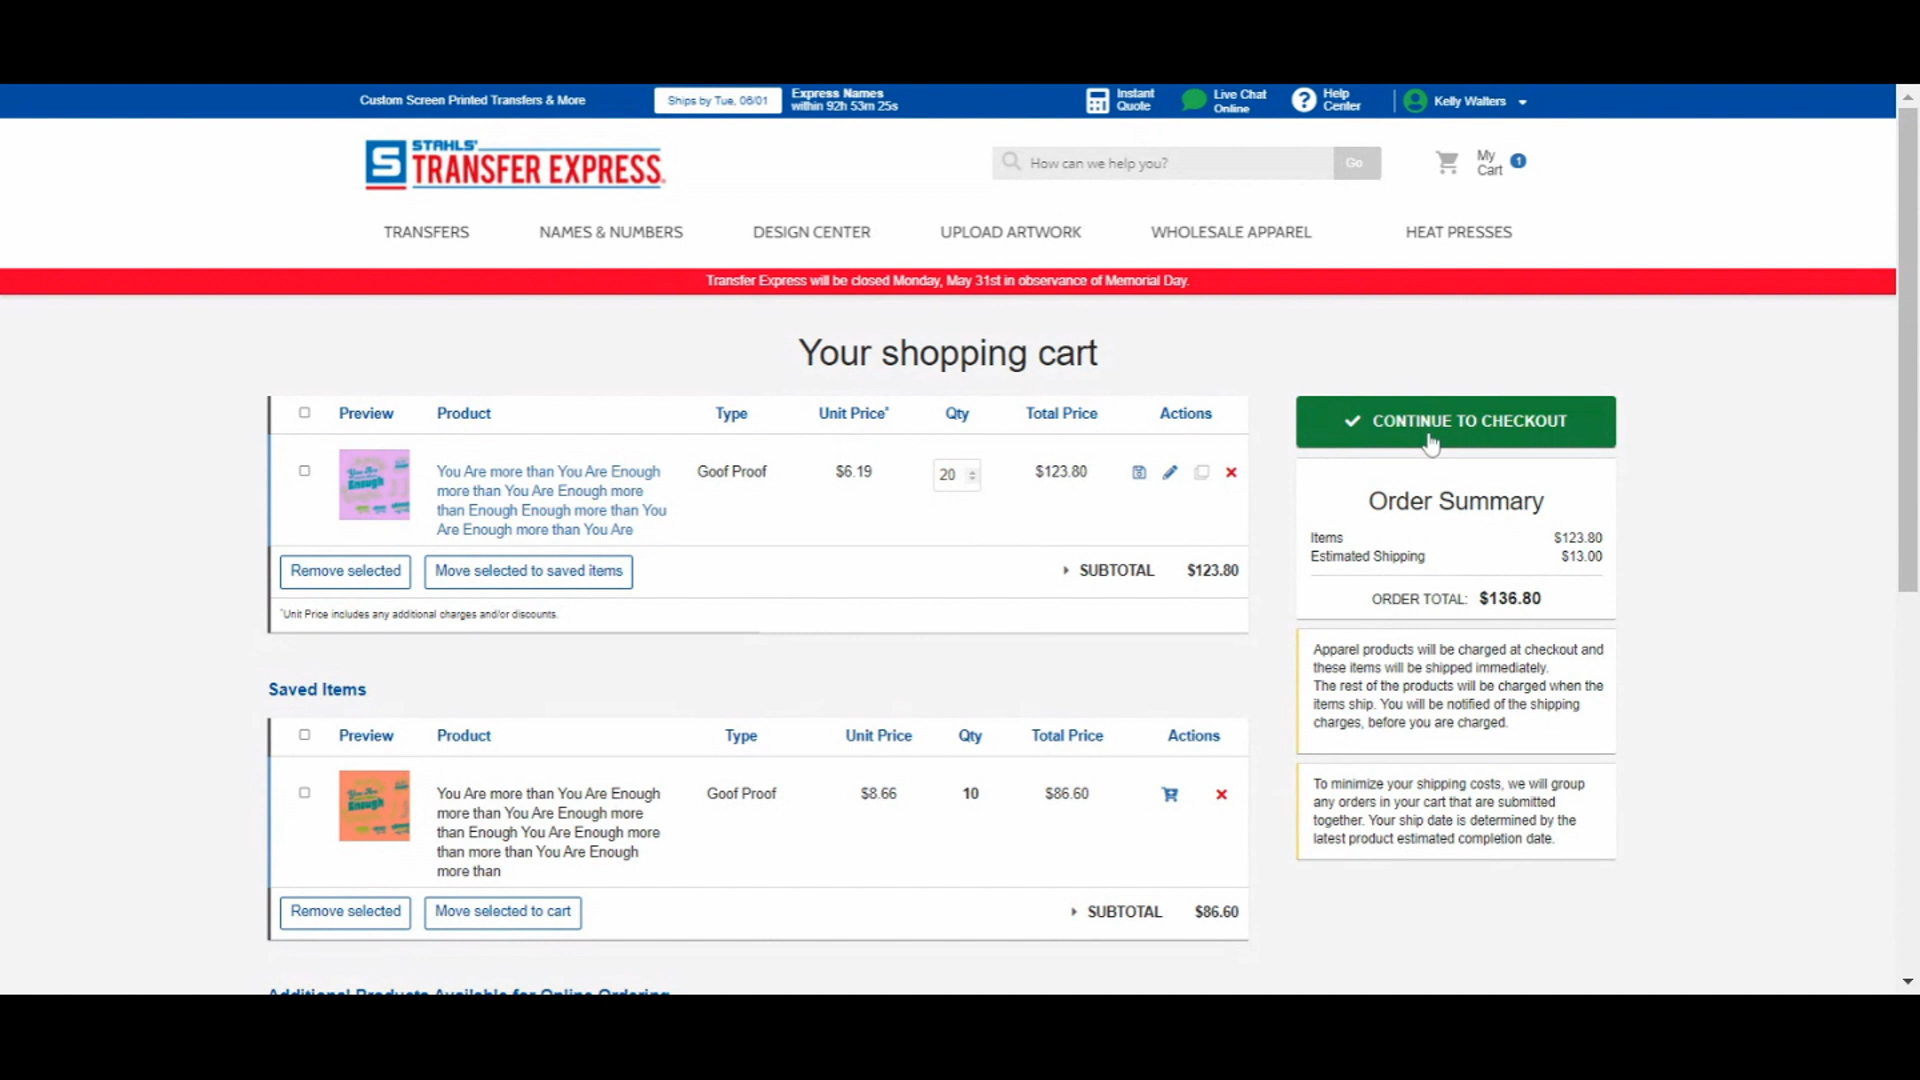 Custom Screen Printed Transfers & More
Ships by Tue, 06/01
Express Names
within 92h 53m 25s
Instant
Quote
Live Chat
Online
Help
Center
Kelly Walters
S
STAHLS'
TRANSFER EXPRESS.
How can we help you?
Go
My
Cart
1
TRANSFERS
NAMES & NUMBERS
DESIGN CENTER
UPLOAD ARTWORK
WHOLESALE APPAREL
HEAT PRESSES
Transfer Express will be closed Monday, May 31st in observance of Memorial Day.
Your shopping cart
Preview Product Type Unit Price* Qty Total Price Actions
You Are more than You Are Enough
more than You Are Enough more
than Enough Enough more than You
Are Enough more than You Are
Goof Proof
$6.19
20
$123.80
Remove selected
Move selected to saved items
SUBTOTAL $123.80
*Unit Price includes any additional charges and/or discounts.
CONTINUE TO CHECKOUT
Order Summary
Items $123.80
Estimated Shipping $13.00
ORDER TOTAL: $136.80
Apparel products will be charged at checkout and
these items will be shipped immediately.
The rest of the products will be charged when the
items ship. You will be notified of the shipping
charges, before you are charged.
To minimize your shipping costs, we will group
any orders in your cart that are submitted
together. Your ship date is determined by the
latest product estimated completion date.
Saved Items
Preview Product Type Unit Price Qty Total Price Actions
You Are more than You Are Enough
more than You Are Enough more
than Enough You Are Enough more
than more than You Are Enough
more than
Goof Proof
$8.66
10
$86.60
Remove selected
Move selected to cart
SUBTOTAL $86.60
Additional Products Available for Online Ordering